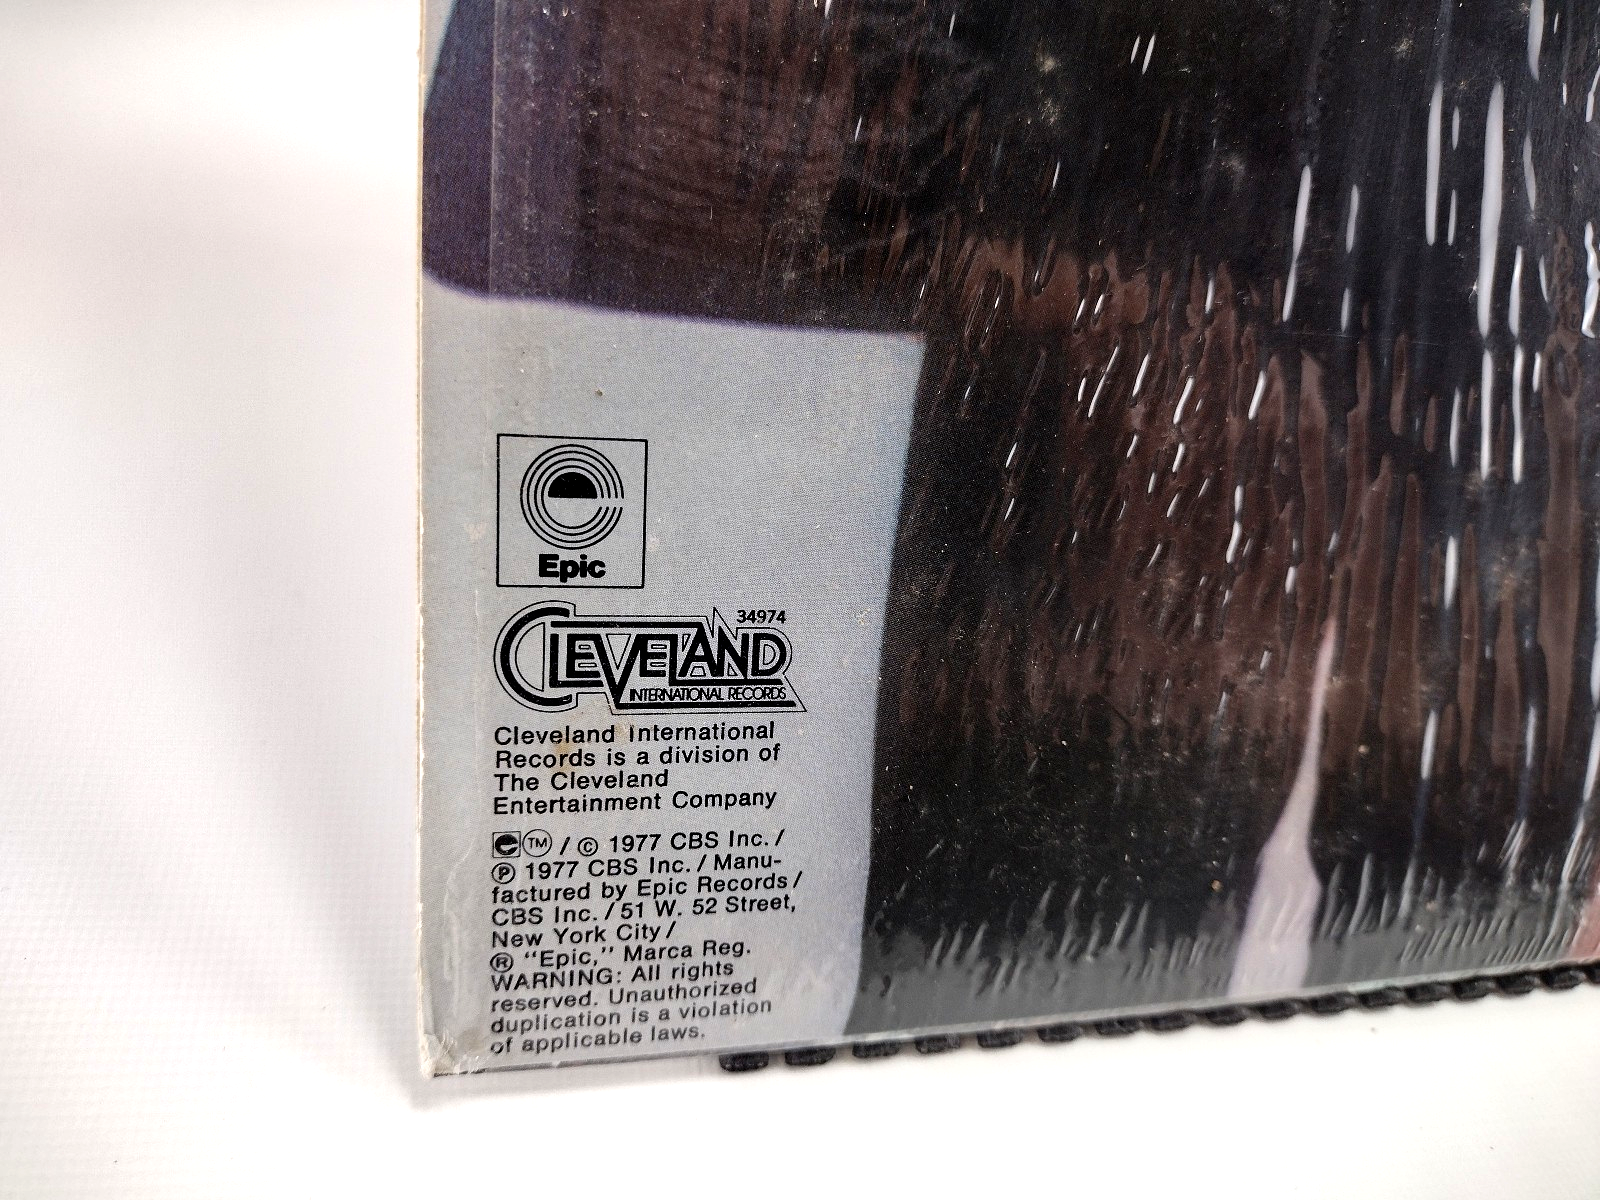 Epic
34974
CLEVELAND
INTERNATIONAL RECORDS
Cleveland International
Records is a division of
The Cleveland
Entertainment Company
e ™ / © 1977 CBS Inc. /
℗ 1977 CBS Inc. / Manu-
factured by Epic Records /
CBS Inc. / 51 W. 52 Street,
New York City /
® "Epic," Marca Reg.
WARNING: All rights
reserved. Unauthorized
duplication is a violation
of applicable laws.